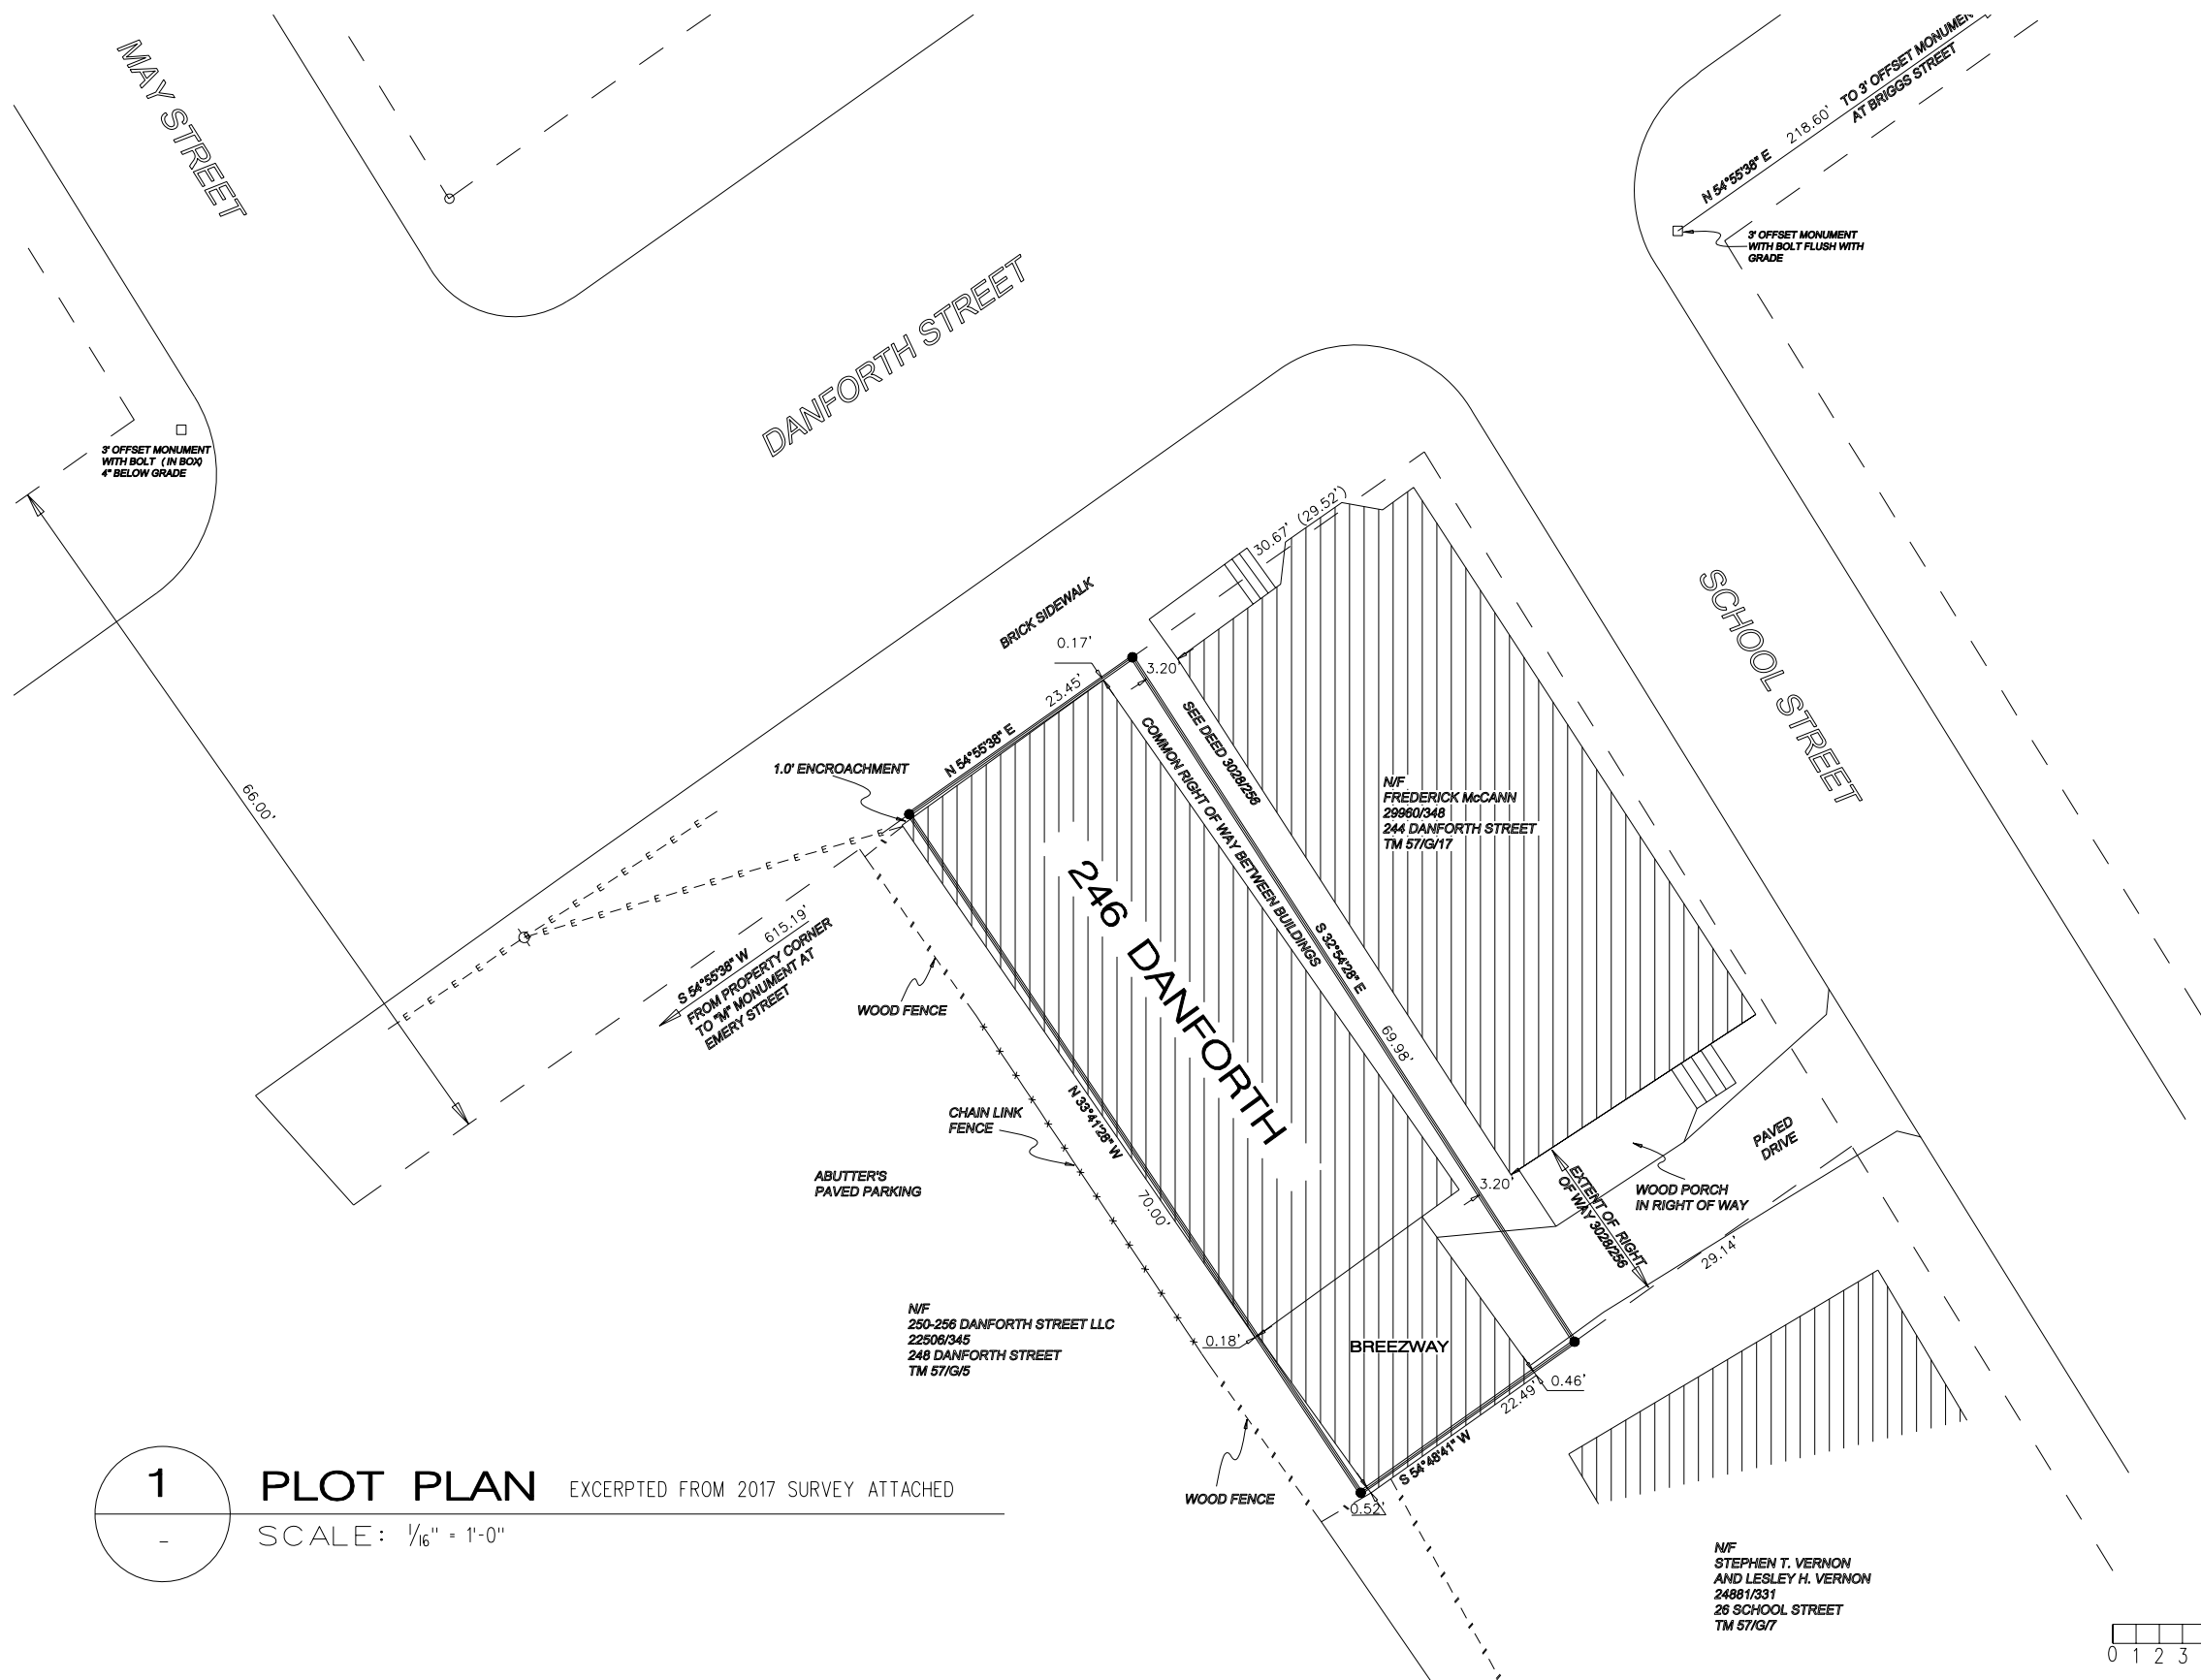 MAY STREET
218.60' TO 3' OFFSET MONUMEN
AT BRIGGS STREET
N 54°55'38" E
3' OFFSET MONUMENT
WITH BOLT FLUSH WITH
GRADE
DANFORTH STREET
3' OFFSET MONUMENT
WITH BOLT ( IN BOX)
4" BELOW GRADE
30.67' (29.52')
SCHOOL STREET
BRICK SIDEWALK
0.17'
3.20'
23.45'
N 54°55'38" E
1.0' ENCROACHMENT
66.00'
SEE DEED 3028/256
COMMON RIGHT OF WAY BETWEEN BUILDINGS
N/F
FREDERICK McCANN
29960/348
244 DANFORTH STREET
TM 57/G/17
246 DANFORTH
S 32°54'28" E
69.98'
E E E E E E
E E E E E E E E
E E E E
S 54°55'38" W 615.19'
FROM PROPERTY CORNER
TO "M" MONUMENT AT
EMERY STREET
WOOD FENCE
CHAIN LINK
FENCE
N 33°41'28" W
70.00'
ABUTTER'S
PAVED PARKING
PAVED
DRIVE
3.20'
EXTENT OF RIGHT
OF WAY 3028/256
WOOD PORCH
IN RIGHT OF WAY
29.14'
N/F
250-256 DANFORTH STREET LLC
22506/345
248 DANFORTH STREET
TM 57/G/5
0.18'
BREEZWAY
0.46'
22.49'
S 54°48'41" W
0.52'
WOOD FENCE
1
-
PLOT PLAN EXCERPTED FROM 2017 SURVEY ATTACHED
SCALE: 1/16" = 1'-0"
N/F
STEPHEN T. VERNON
AND LESLEY H. VERNON
24881/331
26 SCHOOL STREET
TM 57/G/7
0 1 2 3